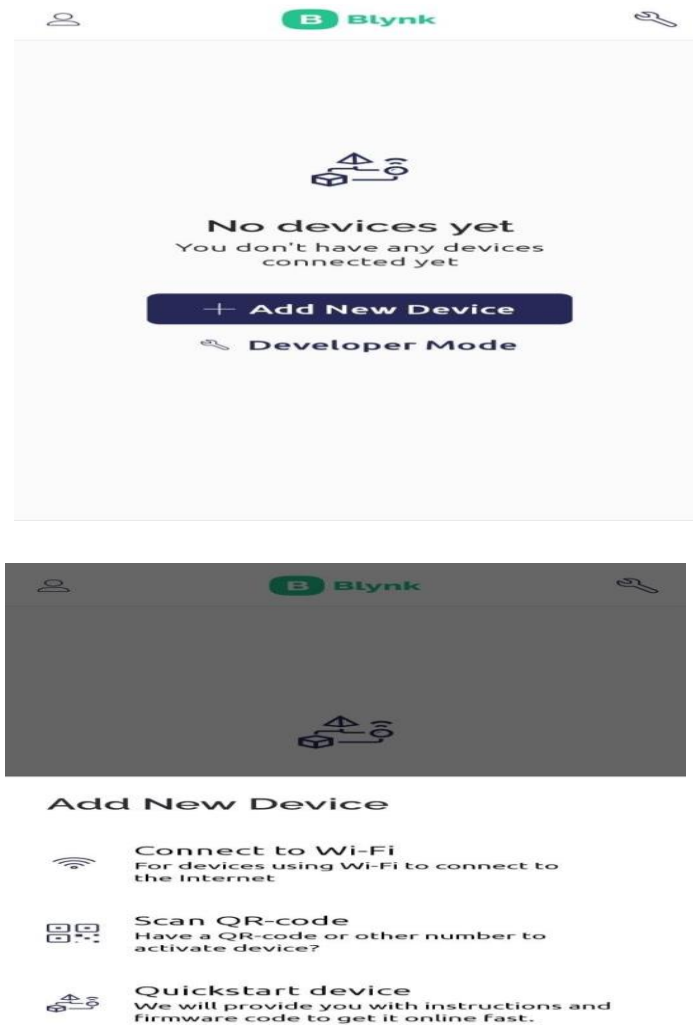 B Blynk
No devices yet
You don't have any devices
connected yet
+ Add New Device
Developer Mode
B Blynk
Add New Device
Connect to Wi-Fi
For devices using Wi-Fi to connect to
the Internet
Scan QR-code
Have a QR-code or other number to
activate device?
Quickstart device
We will provide you with instructions and
firmware code to get it online fast.